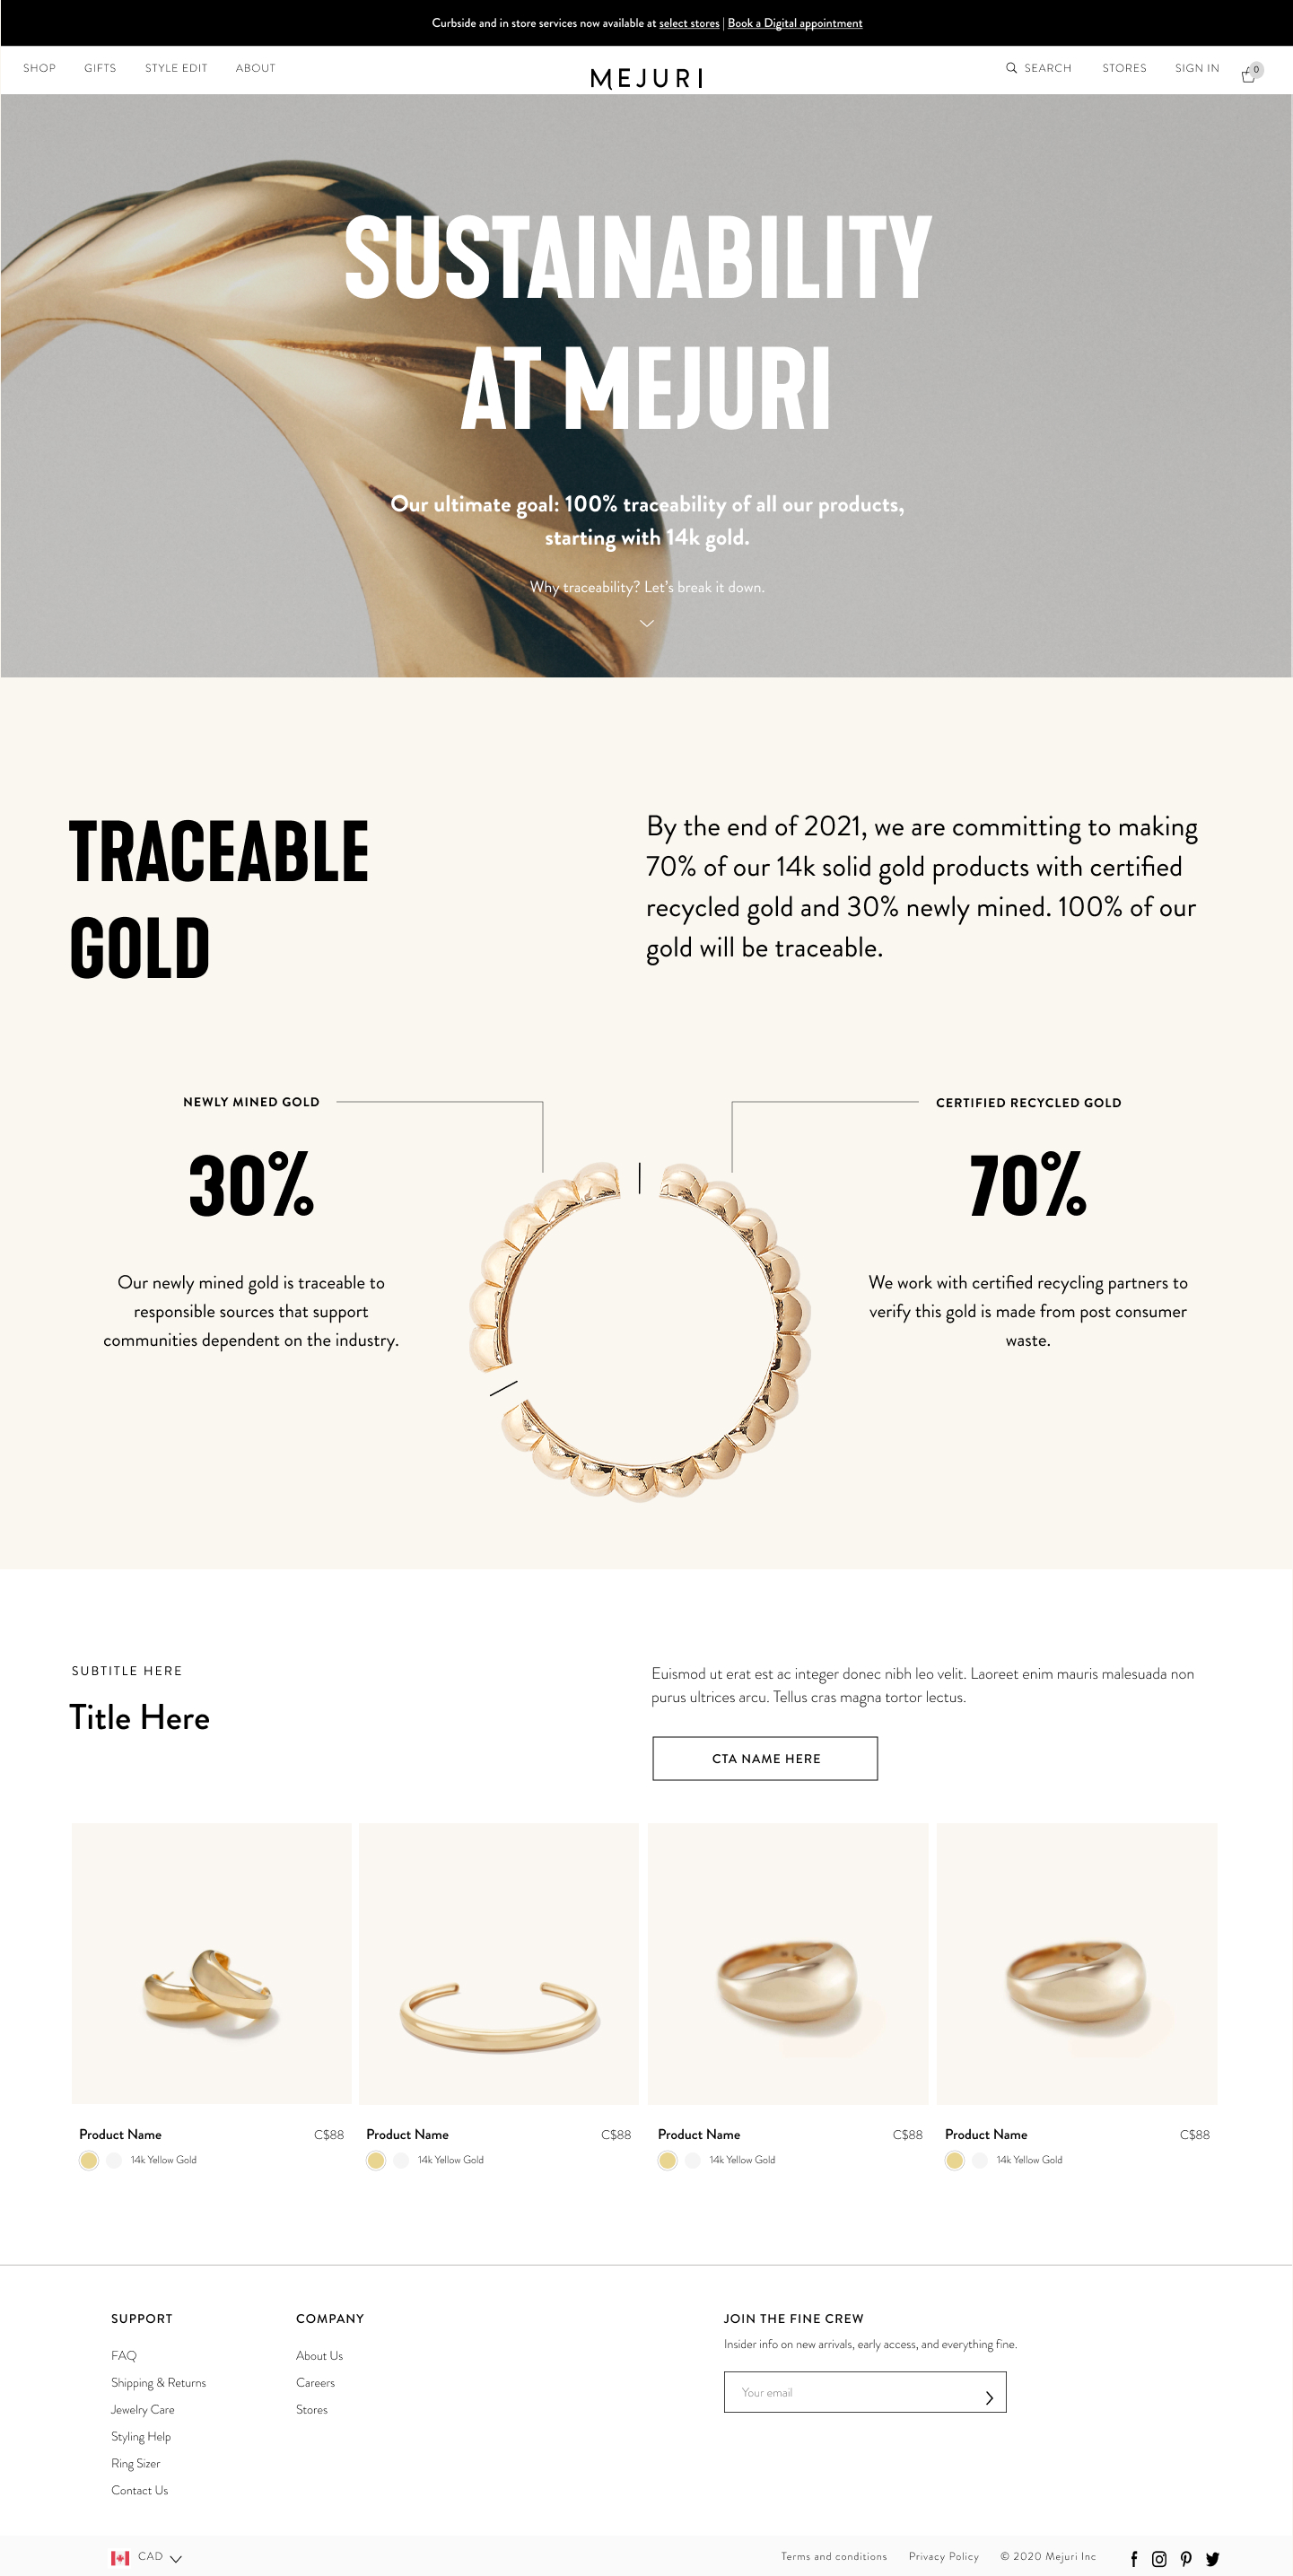 Curbside and in store services now available at select stores | Book a Digital appointment
SHOP GIFTS STYLE EDIT ABOUT
MEJURI
SEARCH STORES SIGN IN 0
SUSTAINABILITY
AT MEJURI
Our ultimate goal: 100% traceability of all our products,
starting with 14k gold.
Why traceability? Let's break it down.
TRACEABLE
GOLD
By the end of 2021, we are committing to making
70% of our 14k solid gold products with certified
recycled gold and 30% newly mined. 100% of our
gold will be traceable.
NEWLY MINED GOLD
30%
Our newly mined gold is traceable to
responsible sources that support
communities dependent on the industry.
CERTIFIED RECYCLED GOLD
70%
We work with certified recycling partners to
verify this gold is made from post consumer
waste.
SUBTITLE HERE
Title Here
Euismod ut erat est ac integer donec nibh leo velit. Laoreet enim mauris malesuada non
purus ultrices arcu. Tellus cras magna tortor lectus.
CTA NAME HERE
Product Name C$88
14k Yellow Gold
Product Name C$88
14k Yellow Gold
Product Name C$88
14k Yellow Gold
Product Name C$88
14k Yellow Gold
SUPPORT
FAQ
Shipping & Returns
Jewelry Care
Styling Help
Ring Sizer
Contact Us
COMPANY
About Us
Careers
Stores
JOIN THE FINE CREW
Insider info on new arrivals, early access, and everything fine.
Your email
CAD
Terms and conditions Privacy Policy © 2020 Mejuri Inc